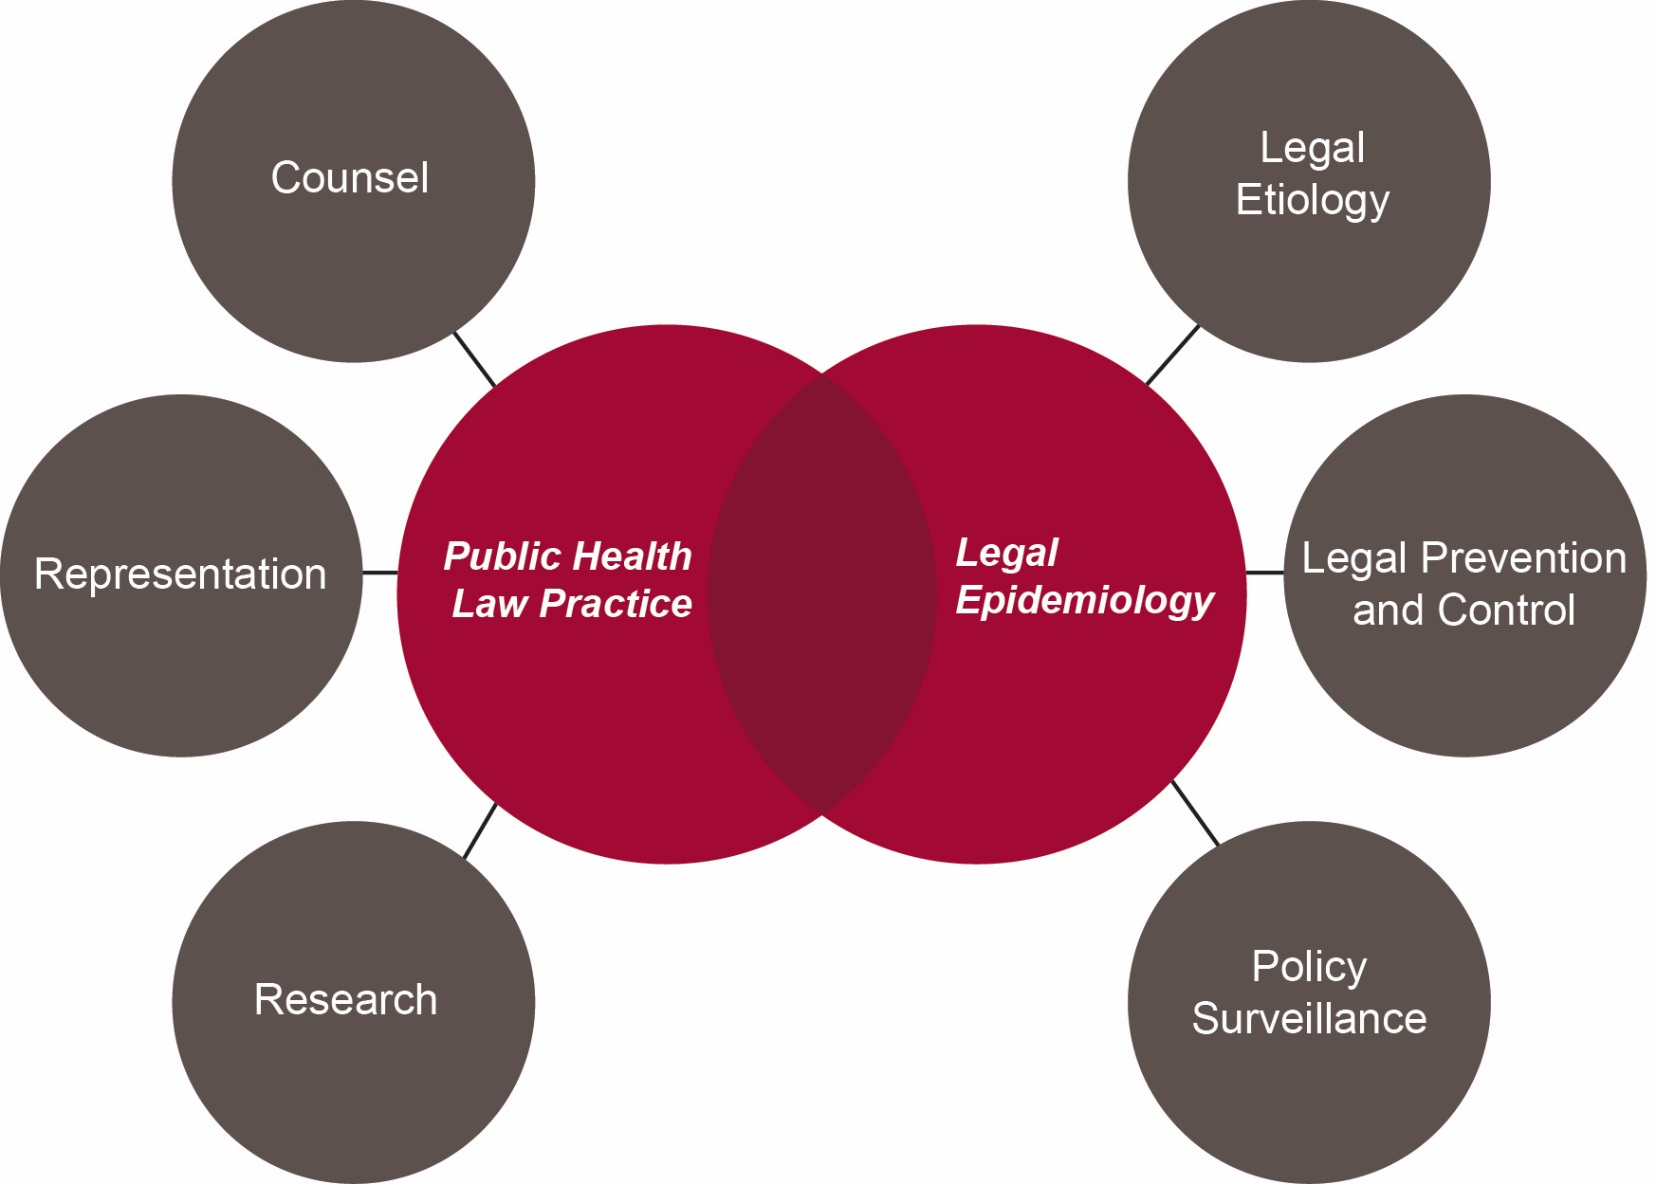 Counsel
Legal
Etiology
Public Health
Law Practice
Legal
Epidemiology
Representation
Legal Prevention
and Control
Research
Policy
Surveillance